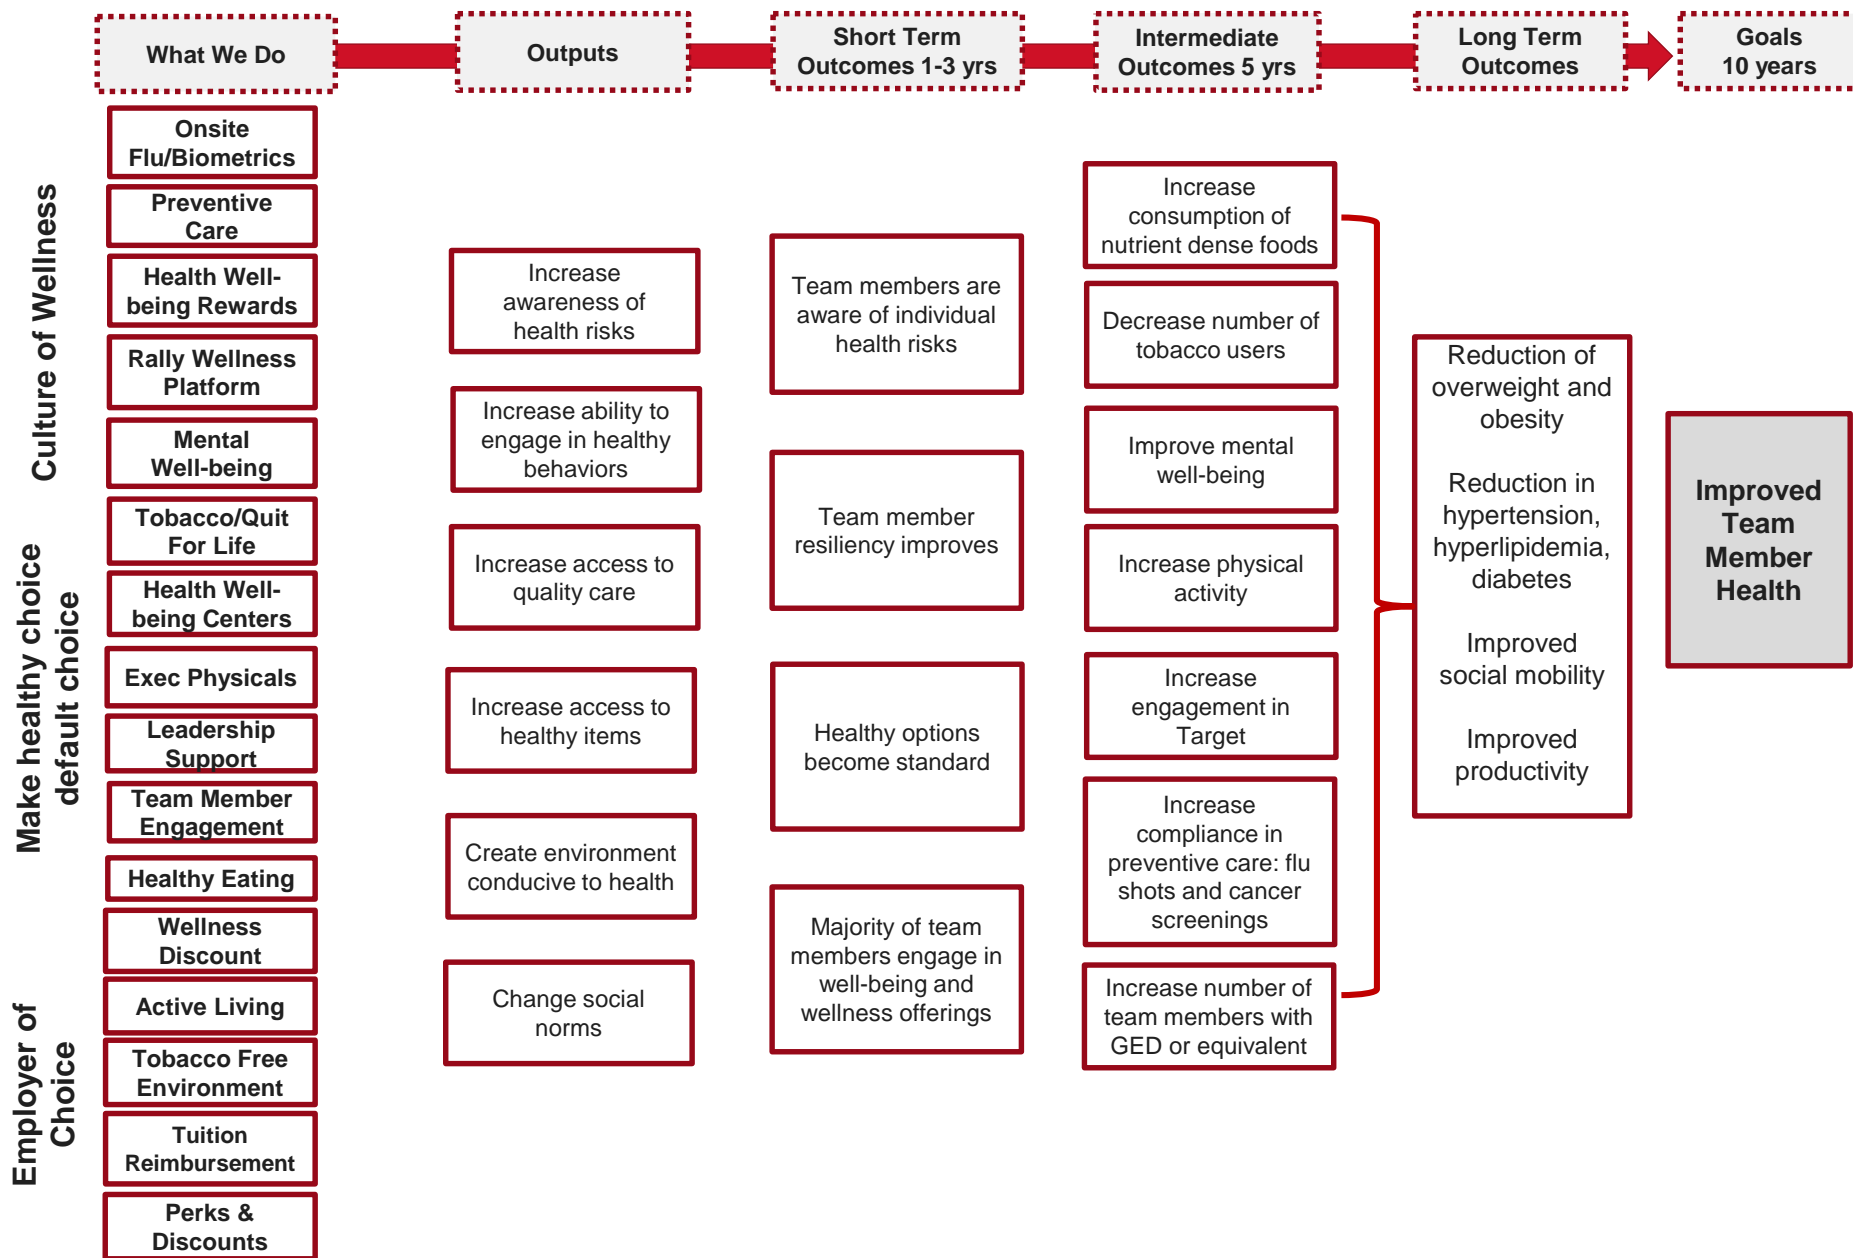 What We Do
Outputs
Short Term
Outcomes 1-3 yrs
Intermediate
Outcomes 5 yrs
Long Term
Outcomes
Goals
10 years
Culture of Wellness
Make healthy choice
default choice
Employer of
Choice
Onsite
Flu/Biometrics
Preventive
Care
Health Well-
being Rewards
Rally Wellness
Platform
Mental
Well-being
Tobacco/Quit
For Life
Health Well-
being Centers
Exec Physicals
Leadership
Support
Team Member
Engagement
Healthy Eating
Wellness
Discount
Active Living
Tobacco Free
Environment
Tuition
Reimbursement
Perks &
Discounts
Increase
awareness of
health risks
Increase ability to
engage in healthy
behaviors
Increase access to
quality care
Increase access to
healthy items
Create environment
conducive to health
Change social
norms
Team members are
aware of individual
health risks
Team member
resiliency improves
Healthy options
become standard
Majority of team
members engage in
well-being and
wellness offerings
Increase
consumption of
nutrient dense foods
Decrease number of
tobacco users
Improve mental
well-being
Increase physical
activity
Increase
engagement in
Target
Increase
compliance in
preventive care: flu
shots and cancer
screenings
Increase number of
team members with
GED or equivalent
Reduction of
overweight and
obesity
Reduction in
hypertension,
hyperlipidemia,
diabetes
Improved
social mobility
Improved
productivity
Improved
Team
Member
Health